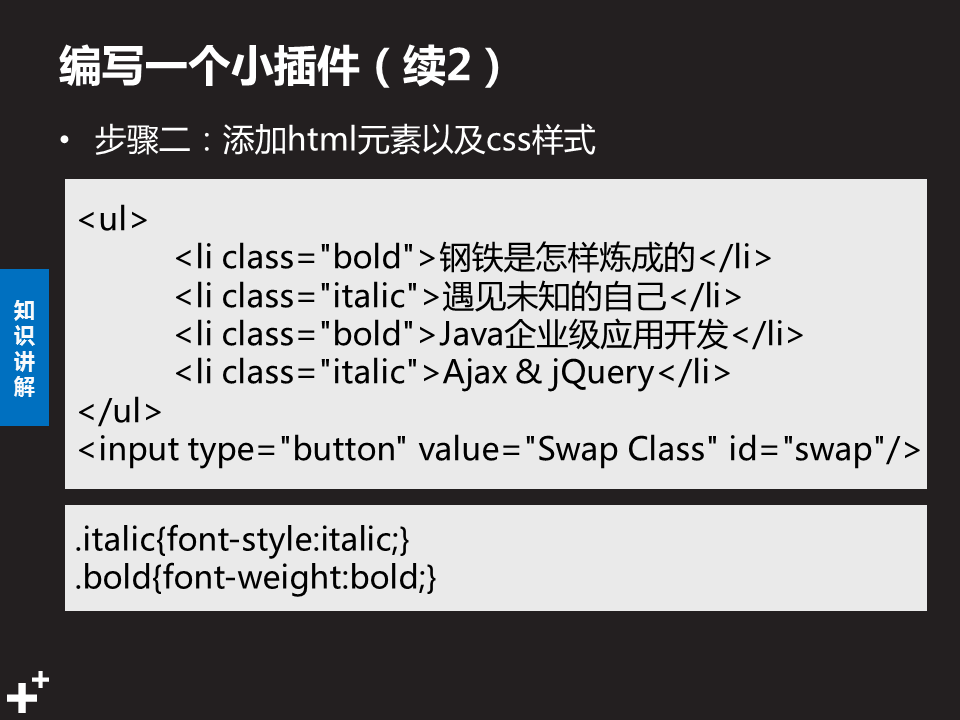 编写一个小插件（续2）
• 步骤二：添加html元素以及css样式
<ul>
<li class="bold">钢铁是怎样炼成的</li>
<li class="italic">遇见未知的自己</li>
<li class="bold">Java企业级应用开发</li>
<li class="italic">Ajax & jQuery</li>
</ul>
<input type="button" value="Swap Class" id="swap"/>
.italic{font-style:italic;}
.bold{font-weight:bold;}
知
识
讲
解